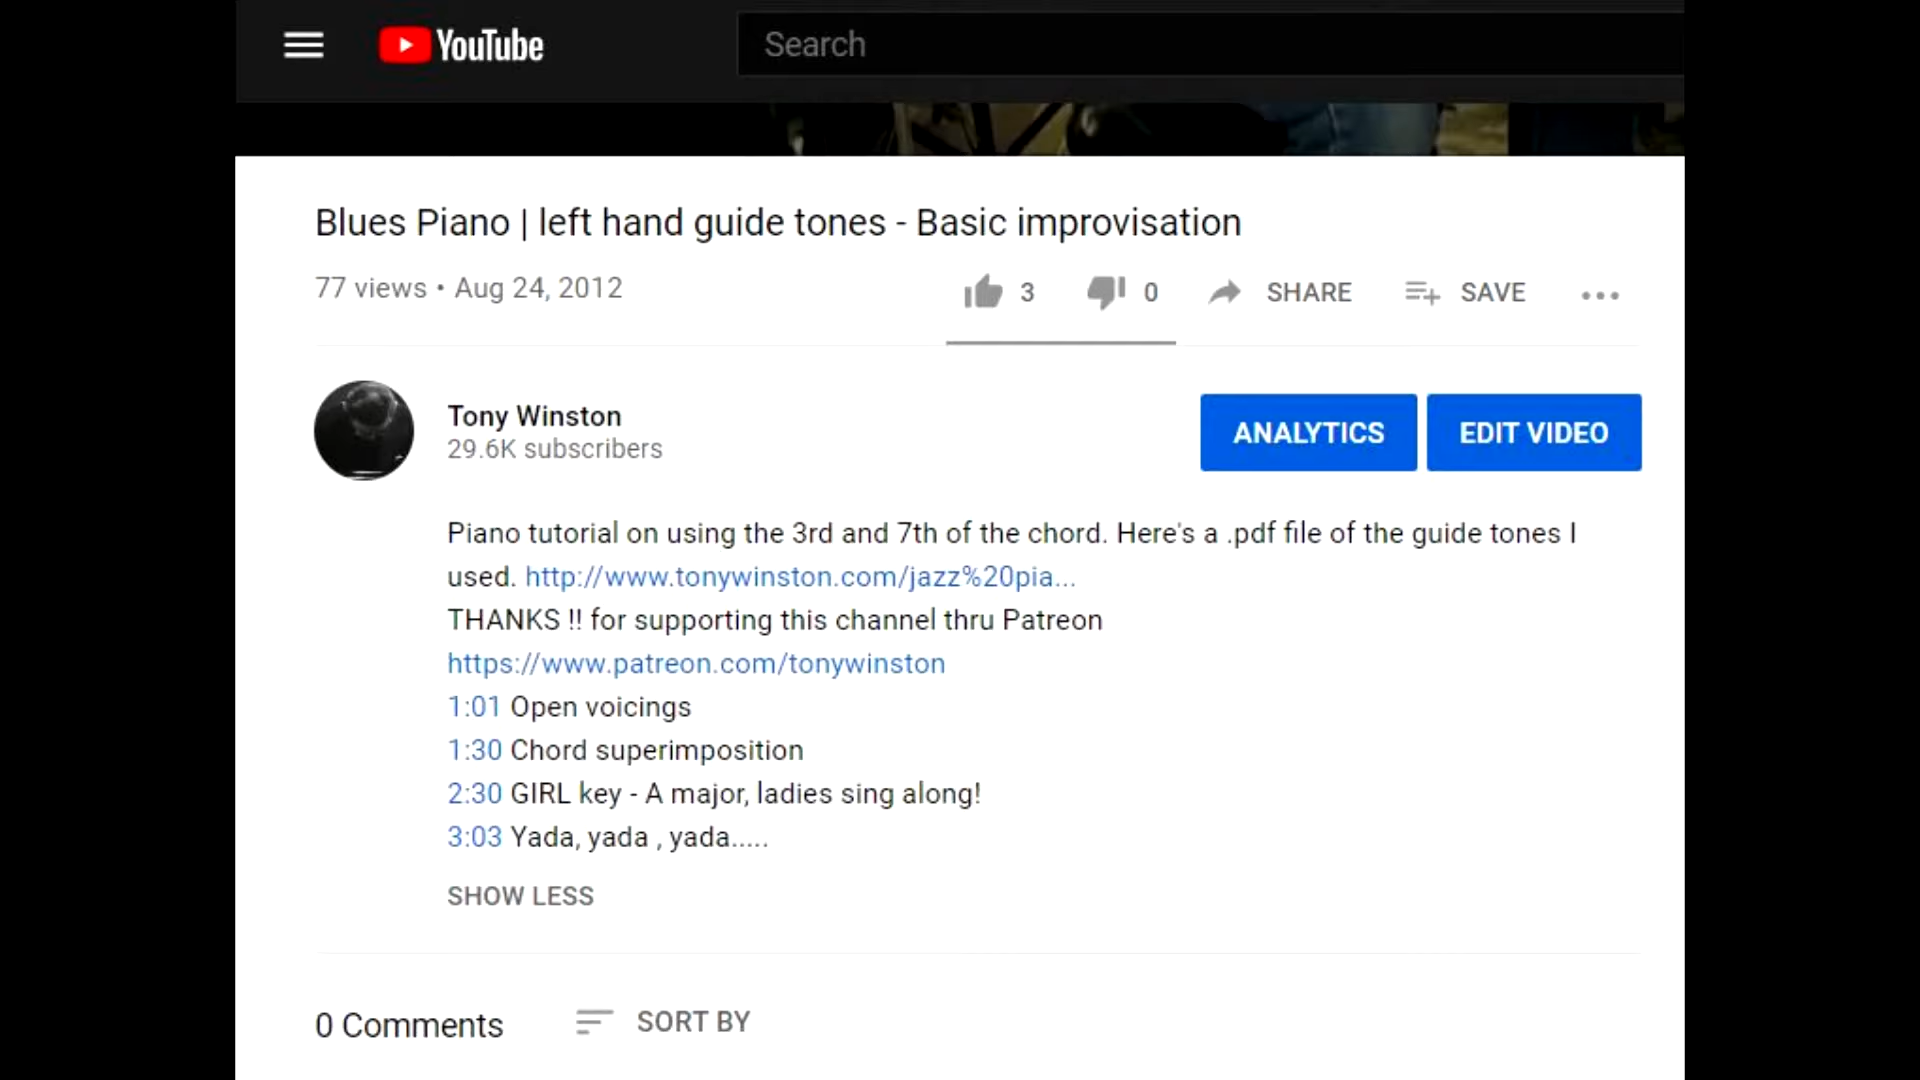 YouTube
Search
Blues Piano | left hand guide tones - Basic improvisation
77 views • Aug 24, 2012
3
0
SHARE
SAVE
Tony Winston
29.6K subscribers
ANALYTICS
EDIT VIDEO
Piano tutorial on using the 3rd and 7th of the chord. Here's a .pdf file of the guide tones I
used. http://www.tonywinston.com/jazz%20pia...
THANKS !! for supporting this channel thru Patreon
https://www.patreon.com/tonywinston
1:01 Open voicings
1:30 Chord superimposition
2:30 GIRL key - A major, ladies sing along!
3:03 Yada, yada , yada.....
SHOW LESS
0 Comments
SORT BY